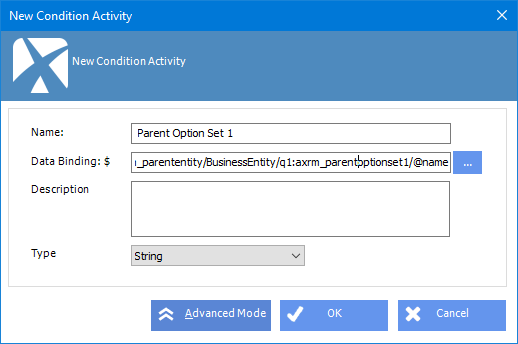 New Condition Activity
New Condition Activity
Name:
Parent Option Set 1
Data Binding: $
_parententity/BusinessEntity/q1:axrm_parentoptionset1/@name
...
Description
Type
String
Advanced Mode
OK
Cancel